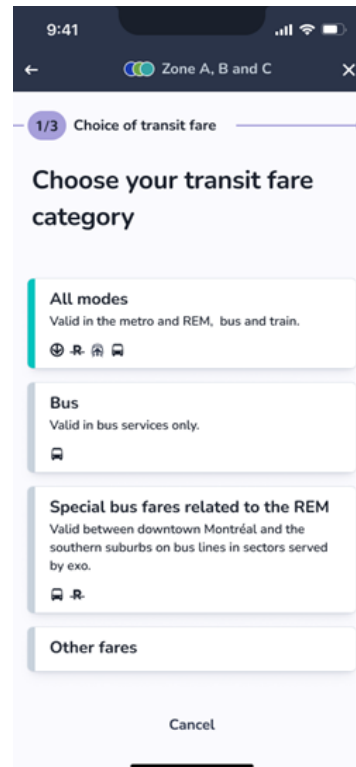 9:41
Zone A, B and C
1/3 Choice of transit fare
Choose your transit fare
category
All modes
Valid in the metro and REM, bus and train.
Bus
Valid in bus services only.
Special bus fares related to the REM
Valid between downtown Montréal and the
southern suburbs on bus lines in sectors served
by exo.
Other fares
Cancel